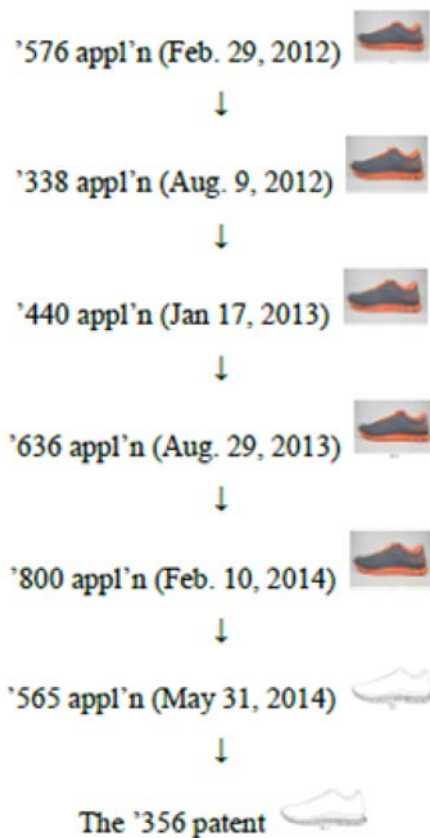 ’576 appl’n (Feb. 29, 2012)
↓
’338 appl’n (Aug. 9, 2012)
↓
’440 appl’n (Jan 17, 2013)
↓
’636 appl’n (Aug. 29, 2013)
↓
’800 appl’n (Feb. 10, 2014)
↓
’565 appl’n (May 31, 2014)
↓
The ’356 patent